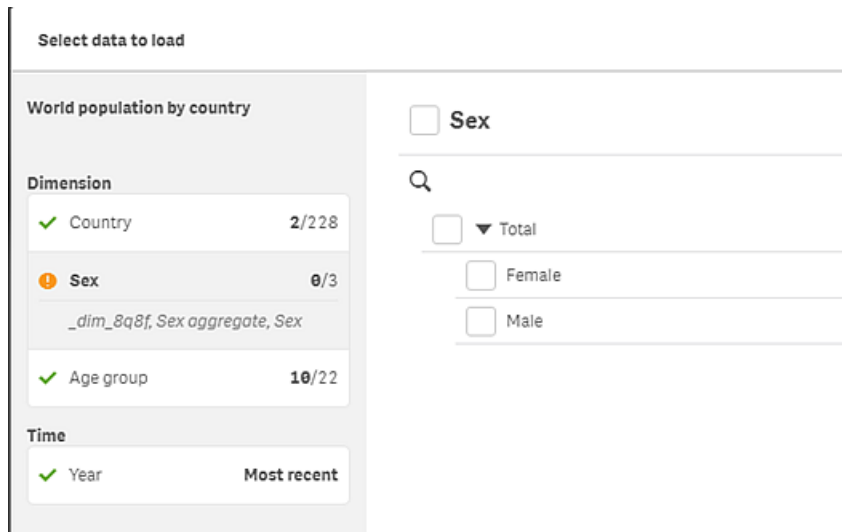 Select data to load
World population by country
Dimension
Country 2/228
Sex 0/3
_dim_8q8f, Sex aggregate, Sex
Age group 10/22
Time
Year Most recent
Sex
Total
Female
Male